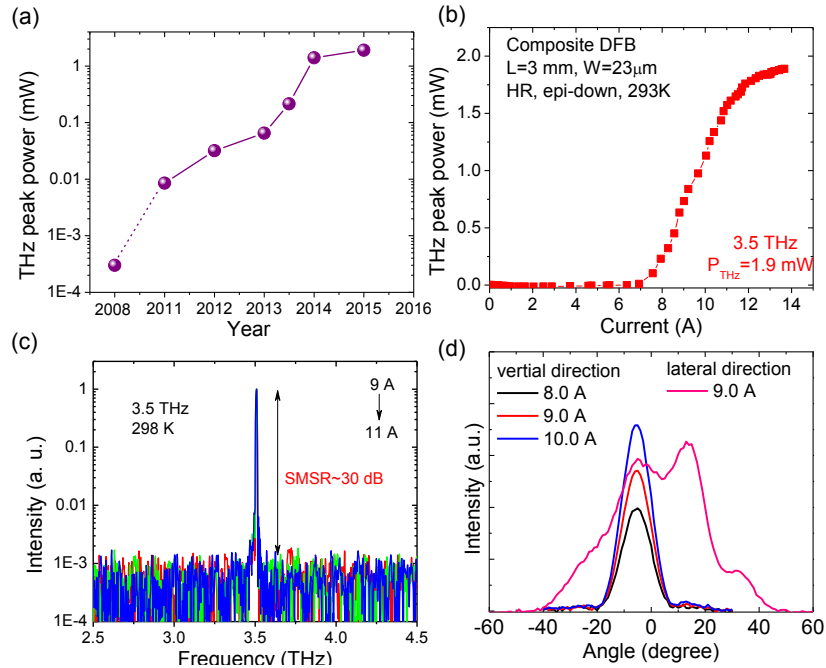 (a)
THz peak power (mW)
1
0.1
0.01
1E-3
1E-4
2008 2011 2012 2013 2014 2015 2016
Year
(b)
THz peak power (mW)
2.0
1.5
1.0
0.5
0.0
Composite DFB
L=3 mm, W=23μm
HR, epi-down, 293K
3.5 THz
P_THz=1.9 mW
0 2 4 6 8 10 12 14
Current (A)
(c)
Intensity (a. u.)
1
0.1
0.01
1E-3
1E-4
3.5 THz
298 K
9 A
11 A
SMSR~30 dB
2.5 3.0 3.5 4.0 4.5
Frequency (THz)
(d)
Intensity (a.u.)
vertial direction
8.0 A
9.0 A
10.0 A
lateral direction
9.0 A
-60 -40 -20 0 20 40 60
Angle (degree)